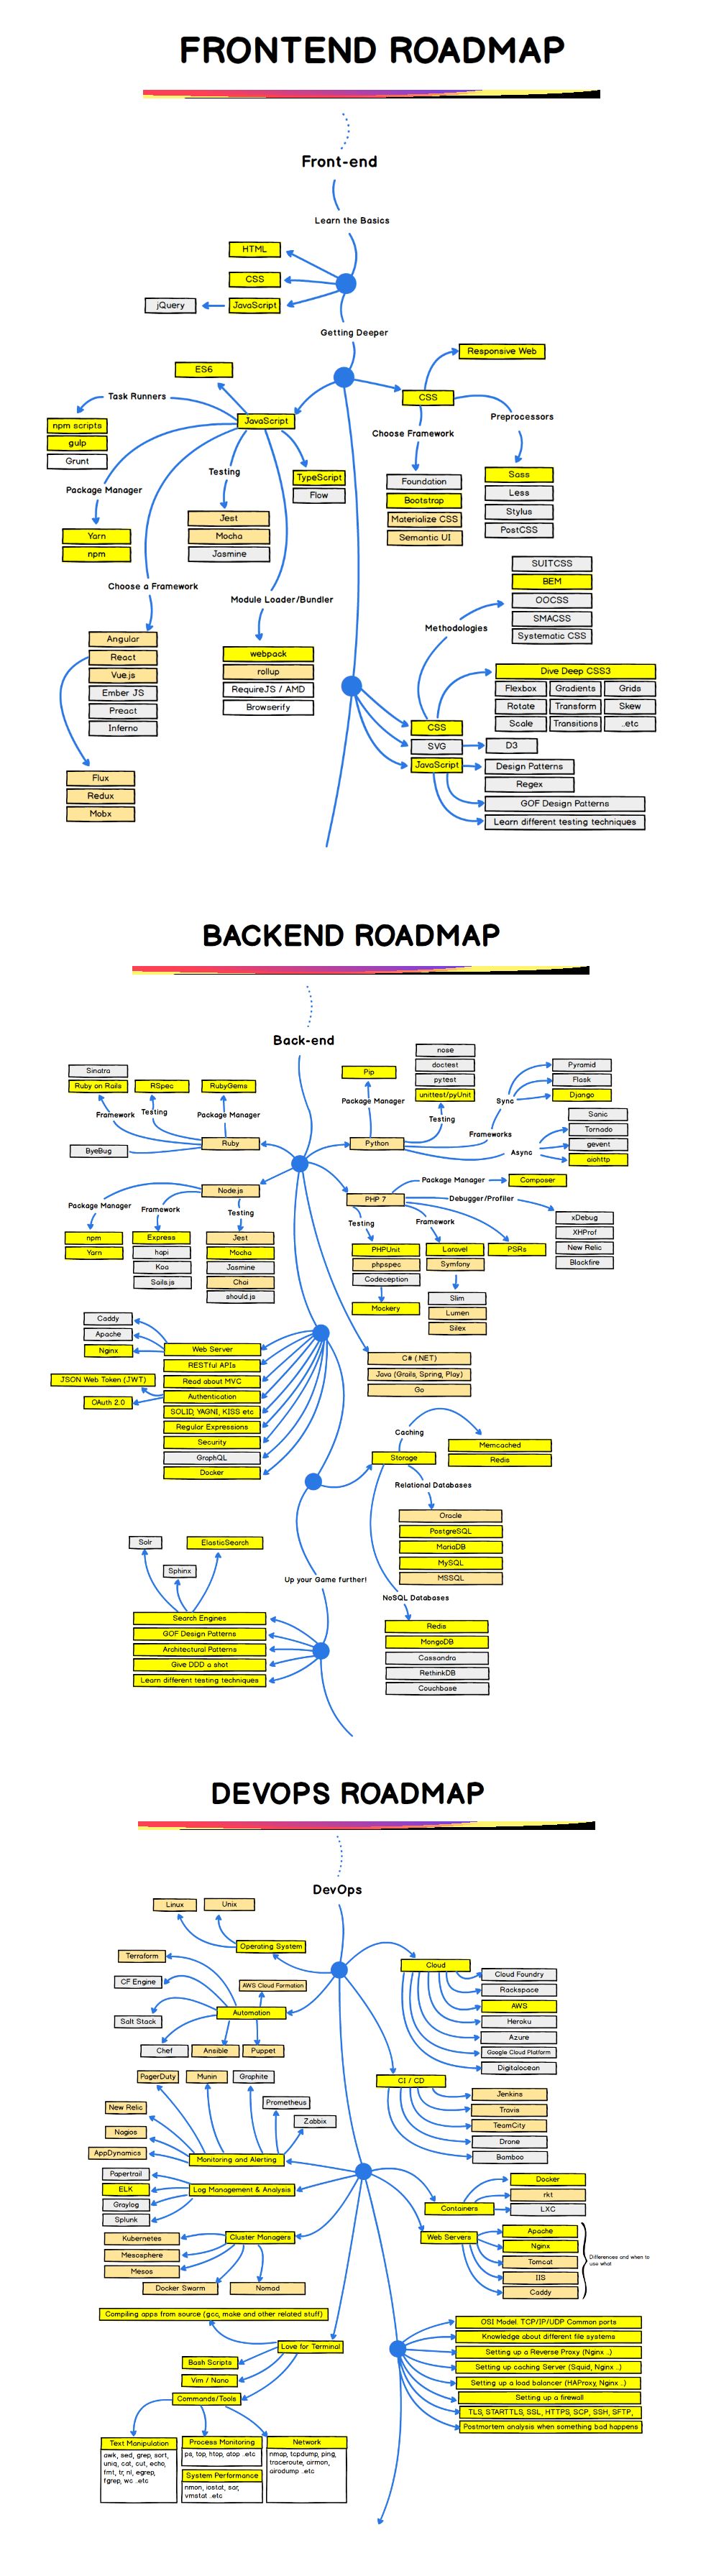 FRONTEND ROADMAP
Front-end
Learn the Basics
HTML
CSS
jQuery
JavaScript
Getting Deeper
Responsive Web
ES6
CSS
Task Runners
Preprocessors
npm scripts
JavaScript
gulp
Choose Framework
Grunt
Testing
TypeScript
Sass
Package Manager
Flow
Foundation
Less
Bootstrap
Stylus
Jest
Materialize CSS
PostCSS
Yarn
Mocha
Semantic UI
npm
Jasmine
SUITCSS
Choose a Framework
BEM
Module Loader/Bundler
OOCSS
SMACSS
Methodologies
Systematic CSS
Angular
React
webpack
Vue.js
rollup
Dive Deep CSS3
Ember JS
RequireJS / AMD
Flexbox
Gradients
Grids
Preact
Browserify
Rotate
Transform
Skew
Inferno
CSS
Scale
Transitions
..etc
SVG
D3
JavaScript
Design Patterns
Flux
Regex
Redux
GOF Design Patterns
Mobx
Learn different testing techniques
BACKEND ROADMAP
Back-end
nose
Sinatra
Pip
doctest
Pyramid
Ruby on Rails
RSpec
RubyGems
pytest
Flask
unittest/pyUnit
Django
Package Manager
Sync
Framework
Testing
Package Manager
Testing
Sanic
Frameworks
Tornado
ByeBug
Ruby
Python
gevent
Async
aiohttp
Node.js
Package Manager
Composer
PHP 7
Debugger/Profiler
Package Manager
Framework
Testing
Testing
Framework
xDebug
npm
Express
Jest
PHPUnit
Laravel
PSRs
XHProf
Yarn
hapi
Mocha
phpspec
Symfony
New Relic
Koa
Jasmine
Codeception
Blackfire
Sails.js
Chai
Slim
should.js
Mockery
Lumen
Silex
Caddy
Apache
Nginx
Web Server
C# (.NET)
RESTful APIs
Java (Grails, Spring, Play)
JSON Web Token (JWT)
Read about MVC
Go
OAuth 2.0
Authentication
SOLID, YAGNI, KISS etc
Regular Expressions
Caching
Security
Memcached
GraphQL
Storage
Redis
Docker
Relational Databases
Oracle
PostgreSQL
Solr
ElasticSearch
MariaDB
Sphinx
MySQL
Up your Game further!
MSSQL
NoSQL Databases
Search Engines
Redis
GOF Design Patterns
MongoDB
Architectural Patterns
Cassandra
Give DDD a shot
RethinkDB
Learn different testing techniques
Couchbase
DEVOPS ROADMAP
DevOps
Linux
Unix
Operating System
Terraform
Cloud
CF Engine
AWS Cloud Formation
Cloud Foundry
Rackspace
Automation
AWS
Salt Stack
Heroku
Azure
Chef
Ansible
Puppet
Google Cloud Platform
Digitalocean
PagerDuty
Munin
Graphite
CI / CD
Jenkins
New Relic
Prometheus
Travis
Zabbix
TeamCity
Nagios
Drone
AppDynamics
Monitoring and Alerting
Bamboo
Papertrail
Docker
ELK
Log Management & Analysis
rkt
Graylog
Containers
LXC
Splunk
Apache
Kubernetes
Cluster Managers
Web Servers
Nginx
Mesosphere
Tomcat
Differences and when to
use what
Mesos
IIS
Docker Swarm
Nomad
Caddy
Compiling apps from source (gcc, make and other related stuff)
OSI Model. TCP/IP/UDP Common ports
Knowledge about different file systems
Love for Terminal
Setting up a Reverse Proxy (Nginx ..)
Bash Scripts
Setting up caching Server (Squid, Nginx ..)
Vim / Nano
Setting up a load balancer (HAProxy, Nginx ..)
Commands/Tools
Setting up a firewall
TLS, STARTTLS, SSL, HTTPS, SCP, SSH, SFTP,
Postmortem analysis when something bad happens
Text Manipulation
awk, sed, grep, sort,
uniq, cat, cut, echo,
fmt, tr, nl, egrep,
fgrep, wc ..etc
Process Monitoring
ps, top, htop, atop ..etc
System Performance
nmon, iostat, sar,
vmstat ..etc
Network
nmap, tcpdump, ping,
traceroute, airmon,
airodump ..etc